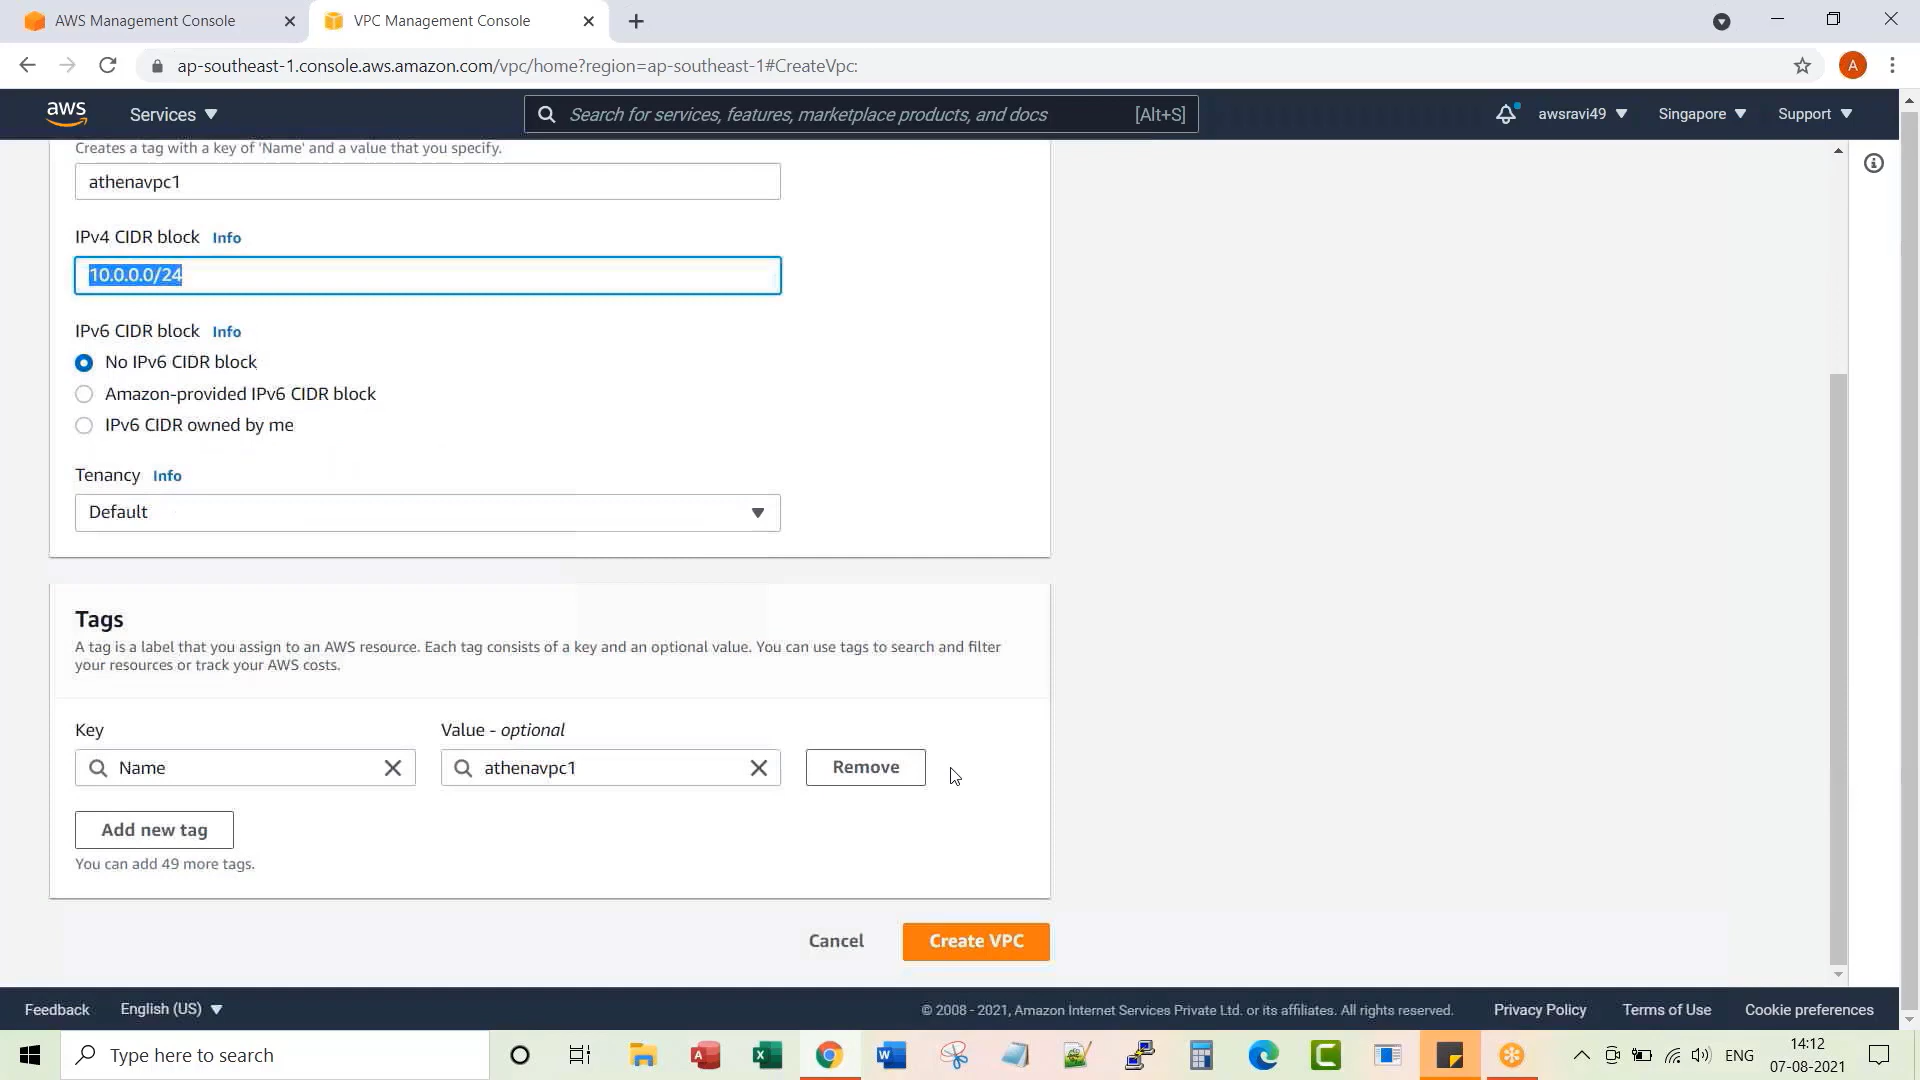 AWS Management Console
VPC Management Console
ap-southeast-1.console.aws.amazon.com/vpc/home?region=ap-southeast-1#CreateVpc:
A
aws
Services
Search for services, features, marketplace products, and docs
[Alt+S]
awsravi49
Singapore
Support
Creates a tag with a key of 'Name' and a value that you specify.
athenavpc1
IPv4 CIDR block Info
10.0.0.0/24
IPv6 CIDR block Info
No IPv6 CIDR block
Amazon-provided IPv6 CIDR block
IPv6 CIDR owned by me
Tenancy Info
Default
Tags
A tag is a label that you assign to an AWS resource. Each tag consists of a key and an optional value. You can use tags to search and filter
your resources or track your AWS costs.
Key
Value - optional
Name
athenavpc1
Remove
Add new tag
You can add 49 more tags.
Cancel
Create VPC
Feedback
English (US)
© 2008 - 2021, Amazon Internet Services Private Ltd. or its affiliates. All rights reserved.
Privacy Policy
Terms of Use
Cookie preferences
Type here to search
ENG
14:12
07-08-2021